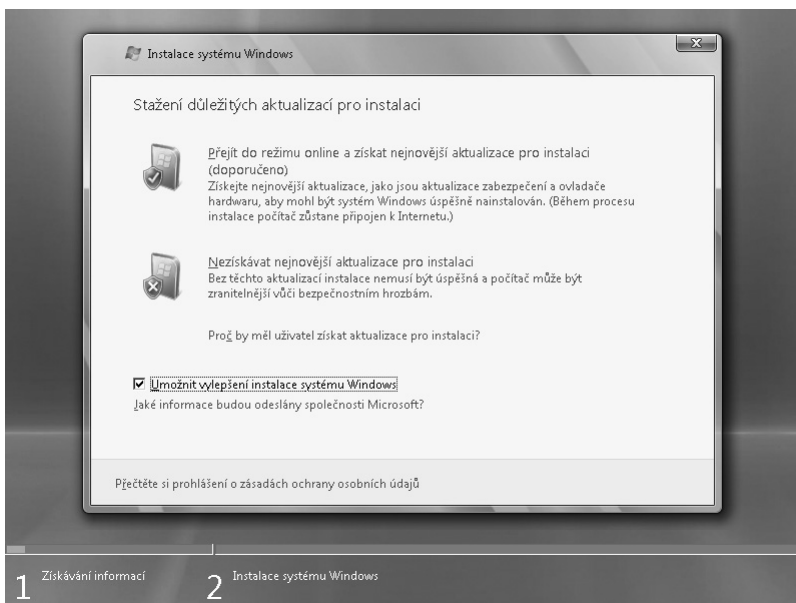 Instalace systému Windows
Stažení důležitých aktualizací pro instalaci
Přejít do režimu online a získat nejnovější aktualizace pro instalaci
(doporučeno)
Získejte nejnovější aktualizace, jako jsou aktualizace zabezpečení a ovladače
hardwaru, aby mohl být systém Windows úspěšně nainstalován. (Během procesu
instalace počítač zůstane připojen k Internetu.)
Nezískávat nejnovější aktualizace pro instalaci
Bez těchto aktualizací instalace nemusí být úspěšná a počítač může být
zranitelnější vůči bezpečnostním hrozbám.
Proč by měl uživatel získat aktualizace pro instalaci?
Umožnit vylepšení instalace systému Windows
Jaké informace budou odeslány společnosti Microsoft?
Přečtěte si prohlášení o zásadách ochrany osobních údajů
1 Získávání informací
2 Instalace systému Windows